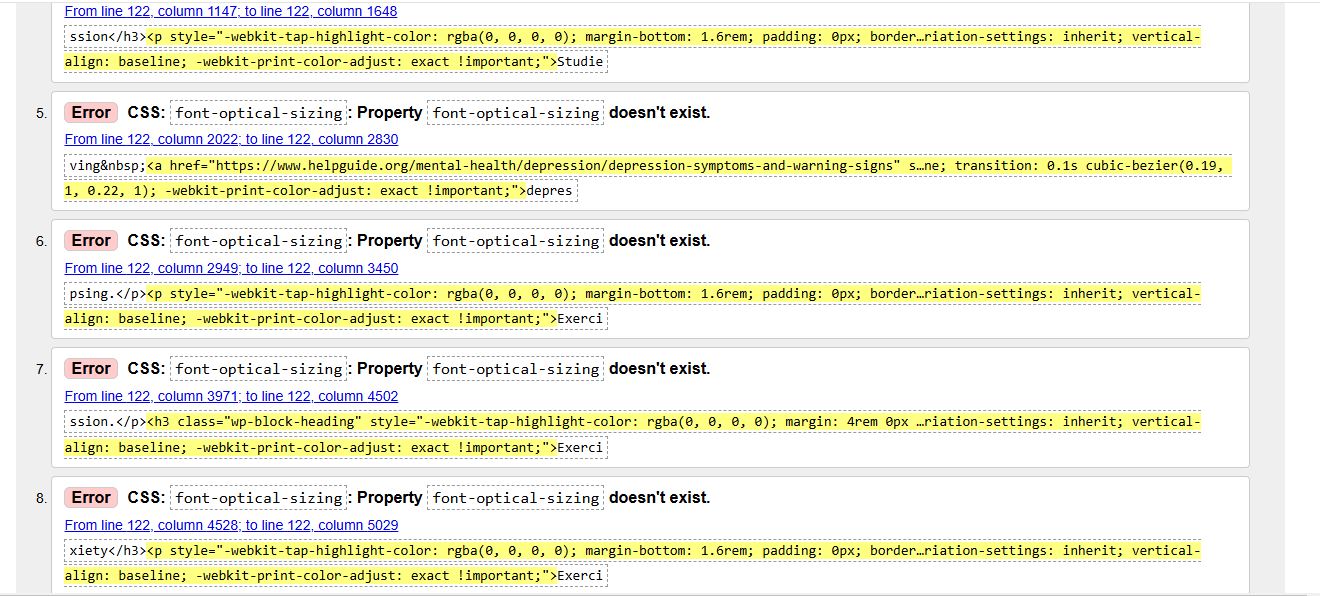 From line 122, column 1147; to line 122, column 1648
ssion</h3><p style="-webkit-tap-highlight-color: rgba(0, 0, 0, 0); margin-bottom: 1.6rem; padding: 0px; border…riation-settings: inherit; vertical-
align: baseline; -webkit-print-color-adjust: exact !important;">Studie
5. Error CSS: font-optical-sizing: Property font-optical-sizing doesn't exist.
From line 122, column 2022; to line 122, column 2830
ving&nbsp;<a href="https://www.helpguide.org/mental-health/depression/depression-symptoms-and-warning-signs" s…ne; transition: 0.1s cubic-bezier(0.19,
1, 0.22, 1); -webkit-print-color-adjust: exact !important;">depres
6. Error CSS: font-optical-sizing: Property font-optical-sizing doesn't exist.
From line 122, column 2949; to line 122, column 3450
psing.</p><p style="-webkit-tap-highlight-color: rgba(0, 0, 0, 0); margin-bottom: 1.6rem; padding: 0px; border…riation-settings: inherit; vertical-
align: baseline; -webkit-print-color-adjust: exact !important;">Exerci
7. Error CSS: font-optical-sizing: Property font-optical-sizing doesn't exist.
From line 122, column 3971; to line 122, column 4502
ssion.</p><h3 class="wp-block-heading" style="-webkit-tap-highlight-color: rgba(0, 0, 0, 0); margin: 4rem 0px …riation-settings: inherit; vertical-
align: baseline; -webkit-print-color-adjust: exact !important;">Exerci
8. Error CSS: font-optical-sizing: Property font-optical-sizing doesn't exist.
From line 122, column 4528; to line 122, column 5029
xiety</h3><p style="-webkit-tap-highlight-color: rgba(0, 0, 0, 0); margin-bottom: 1.6rem; padding: 0px; border…riation-settings: inherit; vertical-
align: baseline; -webkit-print-color-adjust: exact !important;">Exerci